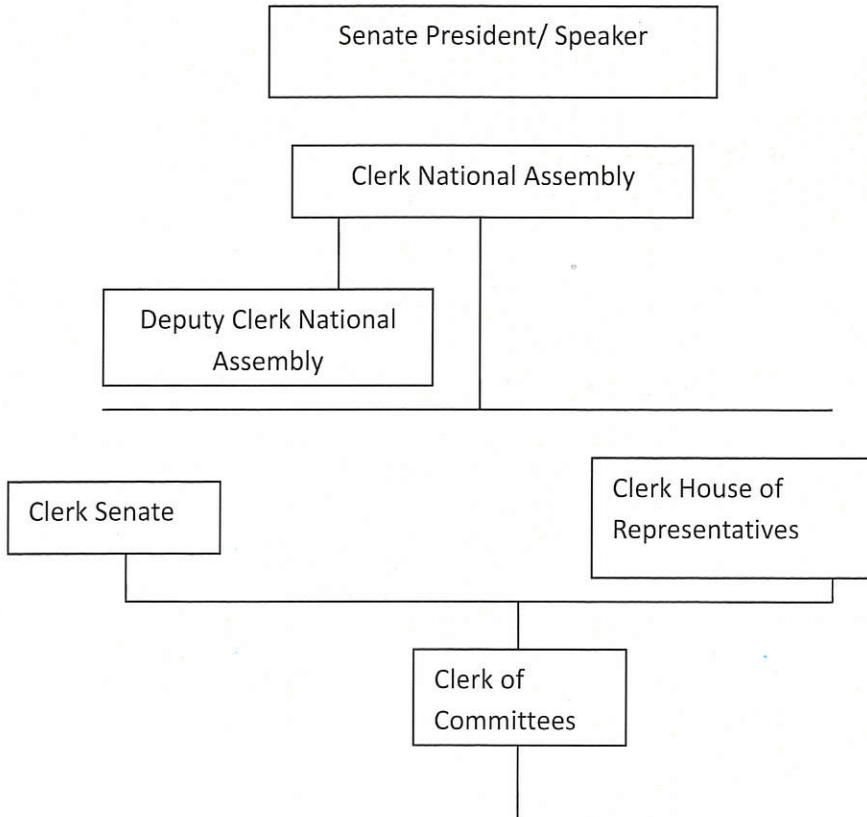 Senate President/ Speaker
Clerk National Assembly
Deputy Clerk National
Assembly
Clerk Senate
Clerk House of
Representatives
Clerk of
Committees